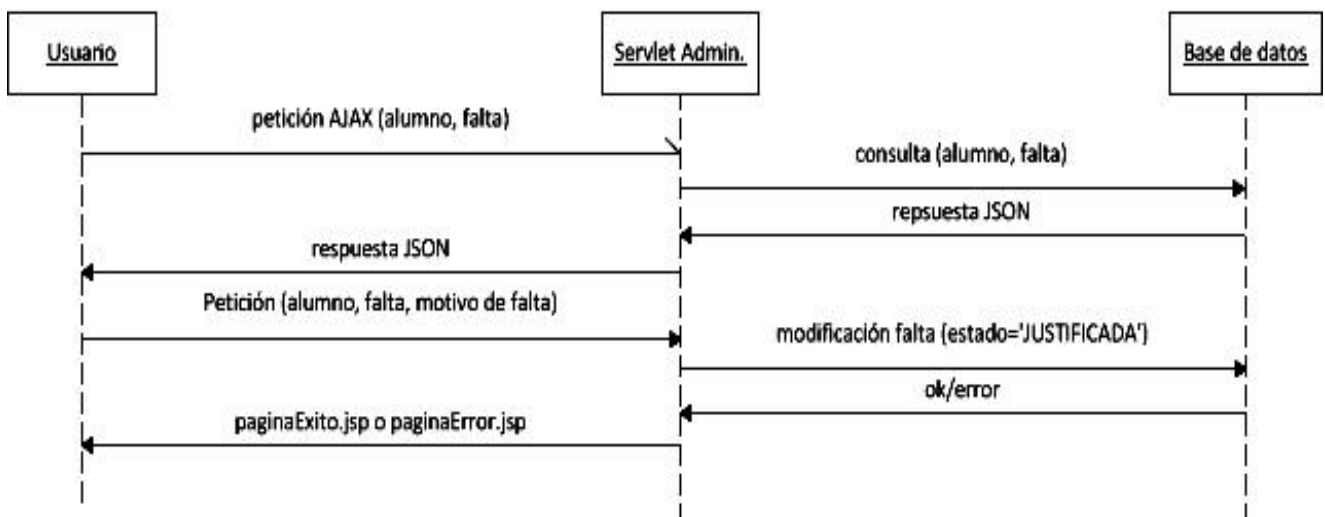 Usuario
Servlet Admin.
Base de datos
petición AJAX (alumno, falta)
consulta (alumno, falta)
repsuesta JSON
respuesta JSON
Petición (alumno, falta, motivo de falta)
modificación falta (estado='JUSTIFICADA')
ok/error
paginaExito.jsp o paginaError.jsp